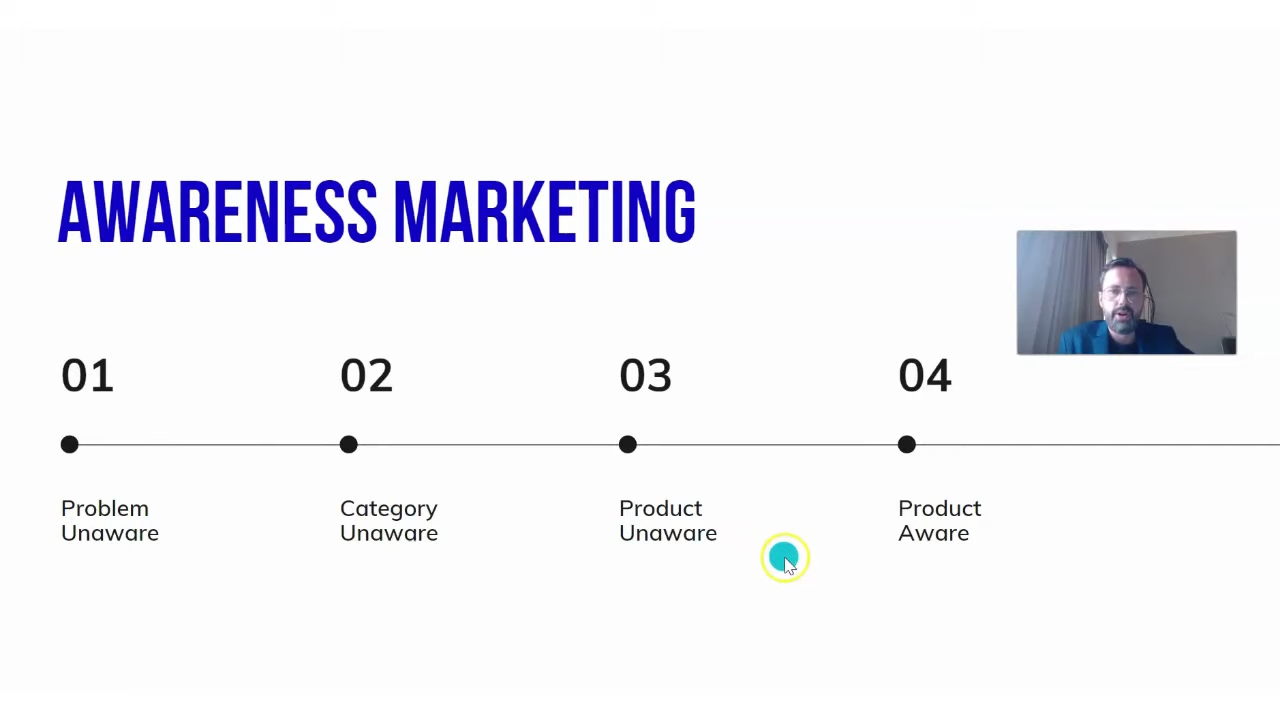 AWARENESS MARKETING
01
02
03
04
Problem
Unaware
Category
Unaware
Product
Unaware
Product
Aware